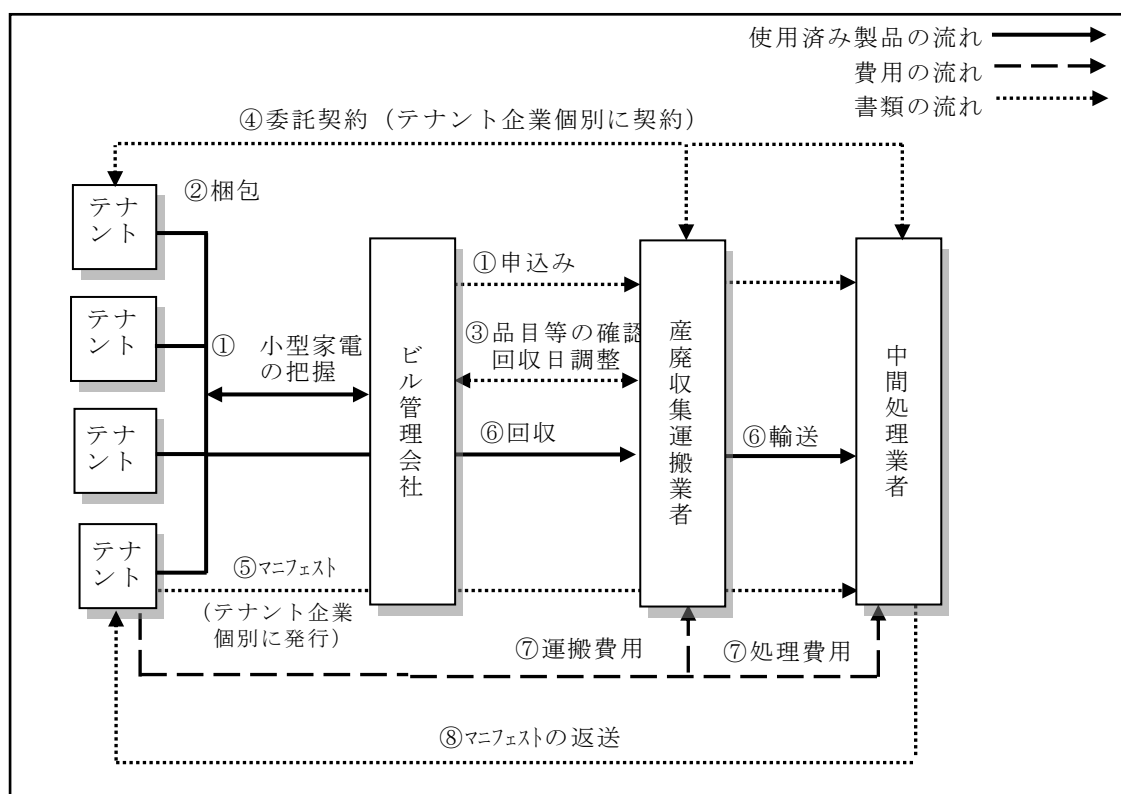 使用済み製品の流れ
費用の流れ
書類の流れ
④委託契約（テナント企業個別に契約）
②梱包
テナ
ント
テナ
ント
テナ
ント
テナ
ント
① 小型家電
の把握
ビル管理会社
①申込み
③品目等の確認
回収日調整
⑥回収
産廃収集運搬業者
⑥輸送
中間処理業者
⑤マニフェスト
（テナント企業
個別に発行）
⑦運搬費用
⑦処理費用
⑧マニフェストの返送